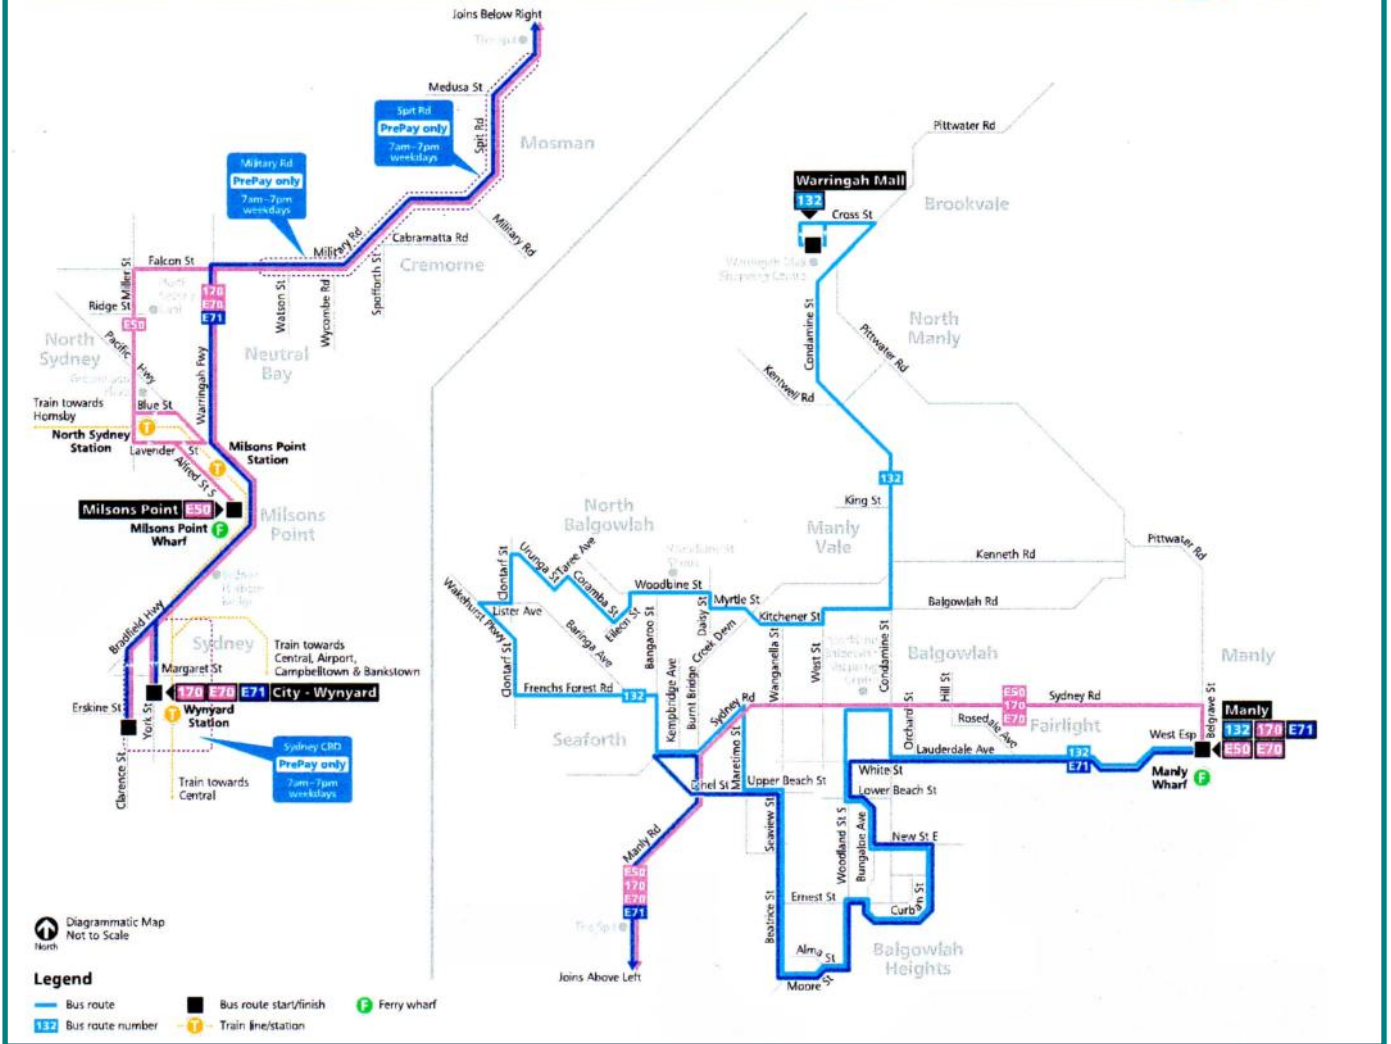 Joins Below Right
The Spit
Medusa St
Spit Rd
PrePay only
7am–7pm
weekdays
Spit Rd
Mosman
Military Rd
PrePay only
7am–7pm
weekdays
Military Rd
Military Rd
Cabramatta Rd
Cremorne
Spofforth St
Falcon St
Miller St
Ridge St
170
E70
E71
E50
Watson St
Wycombe Rd
North
Sydney
Pacific
Hwy
Warringah Fwy
Neutral
Bay
Train towards
Hornsby
Blue St
T
North Sydney
Station
Lavender St
Milsons Point
Station
T
Alfred St S
Milsons Point E50
Milsons Point
Wharf
F
Milsons
Point
Bradfield Hwy
Sydney
Train towards
Central, Airport,
Campbelltown & Bankstown
Margaret St
170 E70 E71 City - Wynyard
Erskine St
York St
T
Wynyard
Station
Clarence St
Sydney CBD
PrePay only
7am–7pm
weekdays
Train towards
Central
Pittwater Rd
Warringah Mall
132
Cross St
Brookvale
Warringah Mall
Shopping Centre
Condamine St
North
Manly
Pittwater Rd
Kentwell Rd
132
King St
Manly
Vale
Kenneth Rd
Pittwater Rd
Balgowlah Rd
North
Balgowlah
Clontarf St
Urunga St
Taree Ave
Coramba St
Eileen St
Woodbine St
Myrtle St
Kitchener St
Wakehurst Pkwy
Lister Ave
Baringa Ave
Bangaroo St
Daisy St
Clontarf St
Kempbridge Ave
Burnt Bridge
Creek Devn
Wanganella St
West St
Condamine St
Balgowlah
Manly
Frenchs Forest Rd
132
Seaforth
Sydney Rd
Orchard St
Hill St
Rosedale Ave
E50
170
E70
Sydney Rd
Fairlight
Belgrave St
Manly
132 170 E71
E50 E70
West Esp
Manly
Wharf
F
Lauderdale Ave
132
E71
Maretimo St
Ethel St
Upper Beach St
White St
Lower Beach St
Manly Rd
Seaview St
Woodland St S
Bungaloe Ave
New St E
E50
170
E70
E71
Ernest St
Curban St
Beatrice St
The Spit
Alma St
Balgowlah
Heights
Moore St
Joins Above Left
North
Diagrammatic Map
Not to Scale
Legend
Bus route
Bus route start/finish
F Ferry wharf
132 Bus route number
T Train line/station